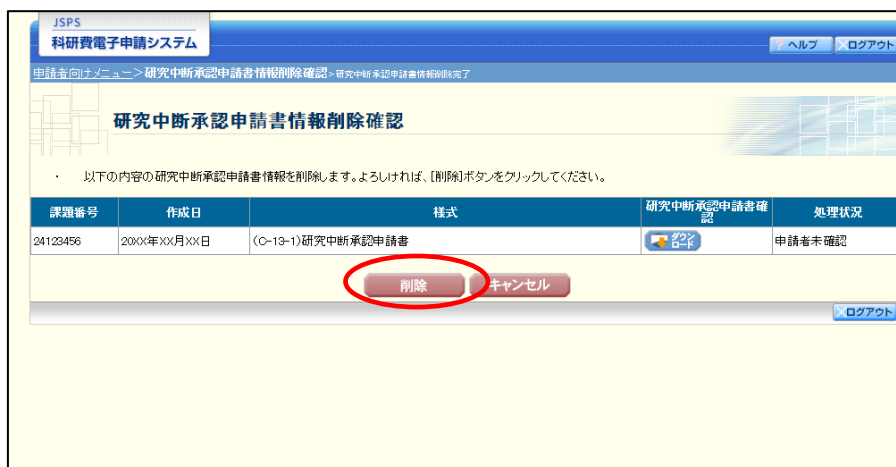 JSPS
科研費電子申請システム
ヘルプ ログアウト
申請者向けメニュー>研究中断承認申請書情報削除確認>研究中断承認申請書情報削除完了
研究中断承認申請書情報削除確認
・ 以下の内容の研究中断承認申請書情報を削除します。よろしければ、[削除]ボタンをクリックしてください。
課題番号 作成日 様式 研究中断承認申請書確認 処理状況
24123456 20XX年XX月XX日 (C-13-1)研究中断承認申請書 ダウンロード 申請者未確認
削除 キャンセル
ログアウト